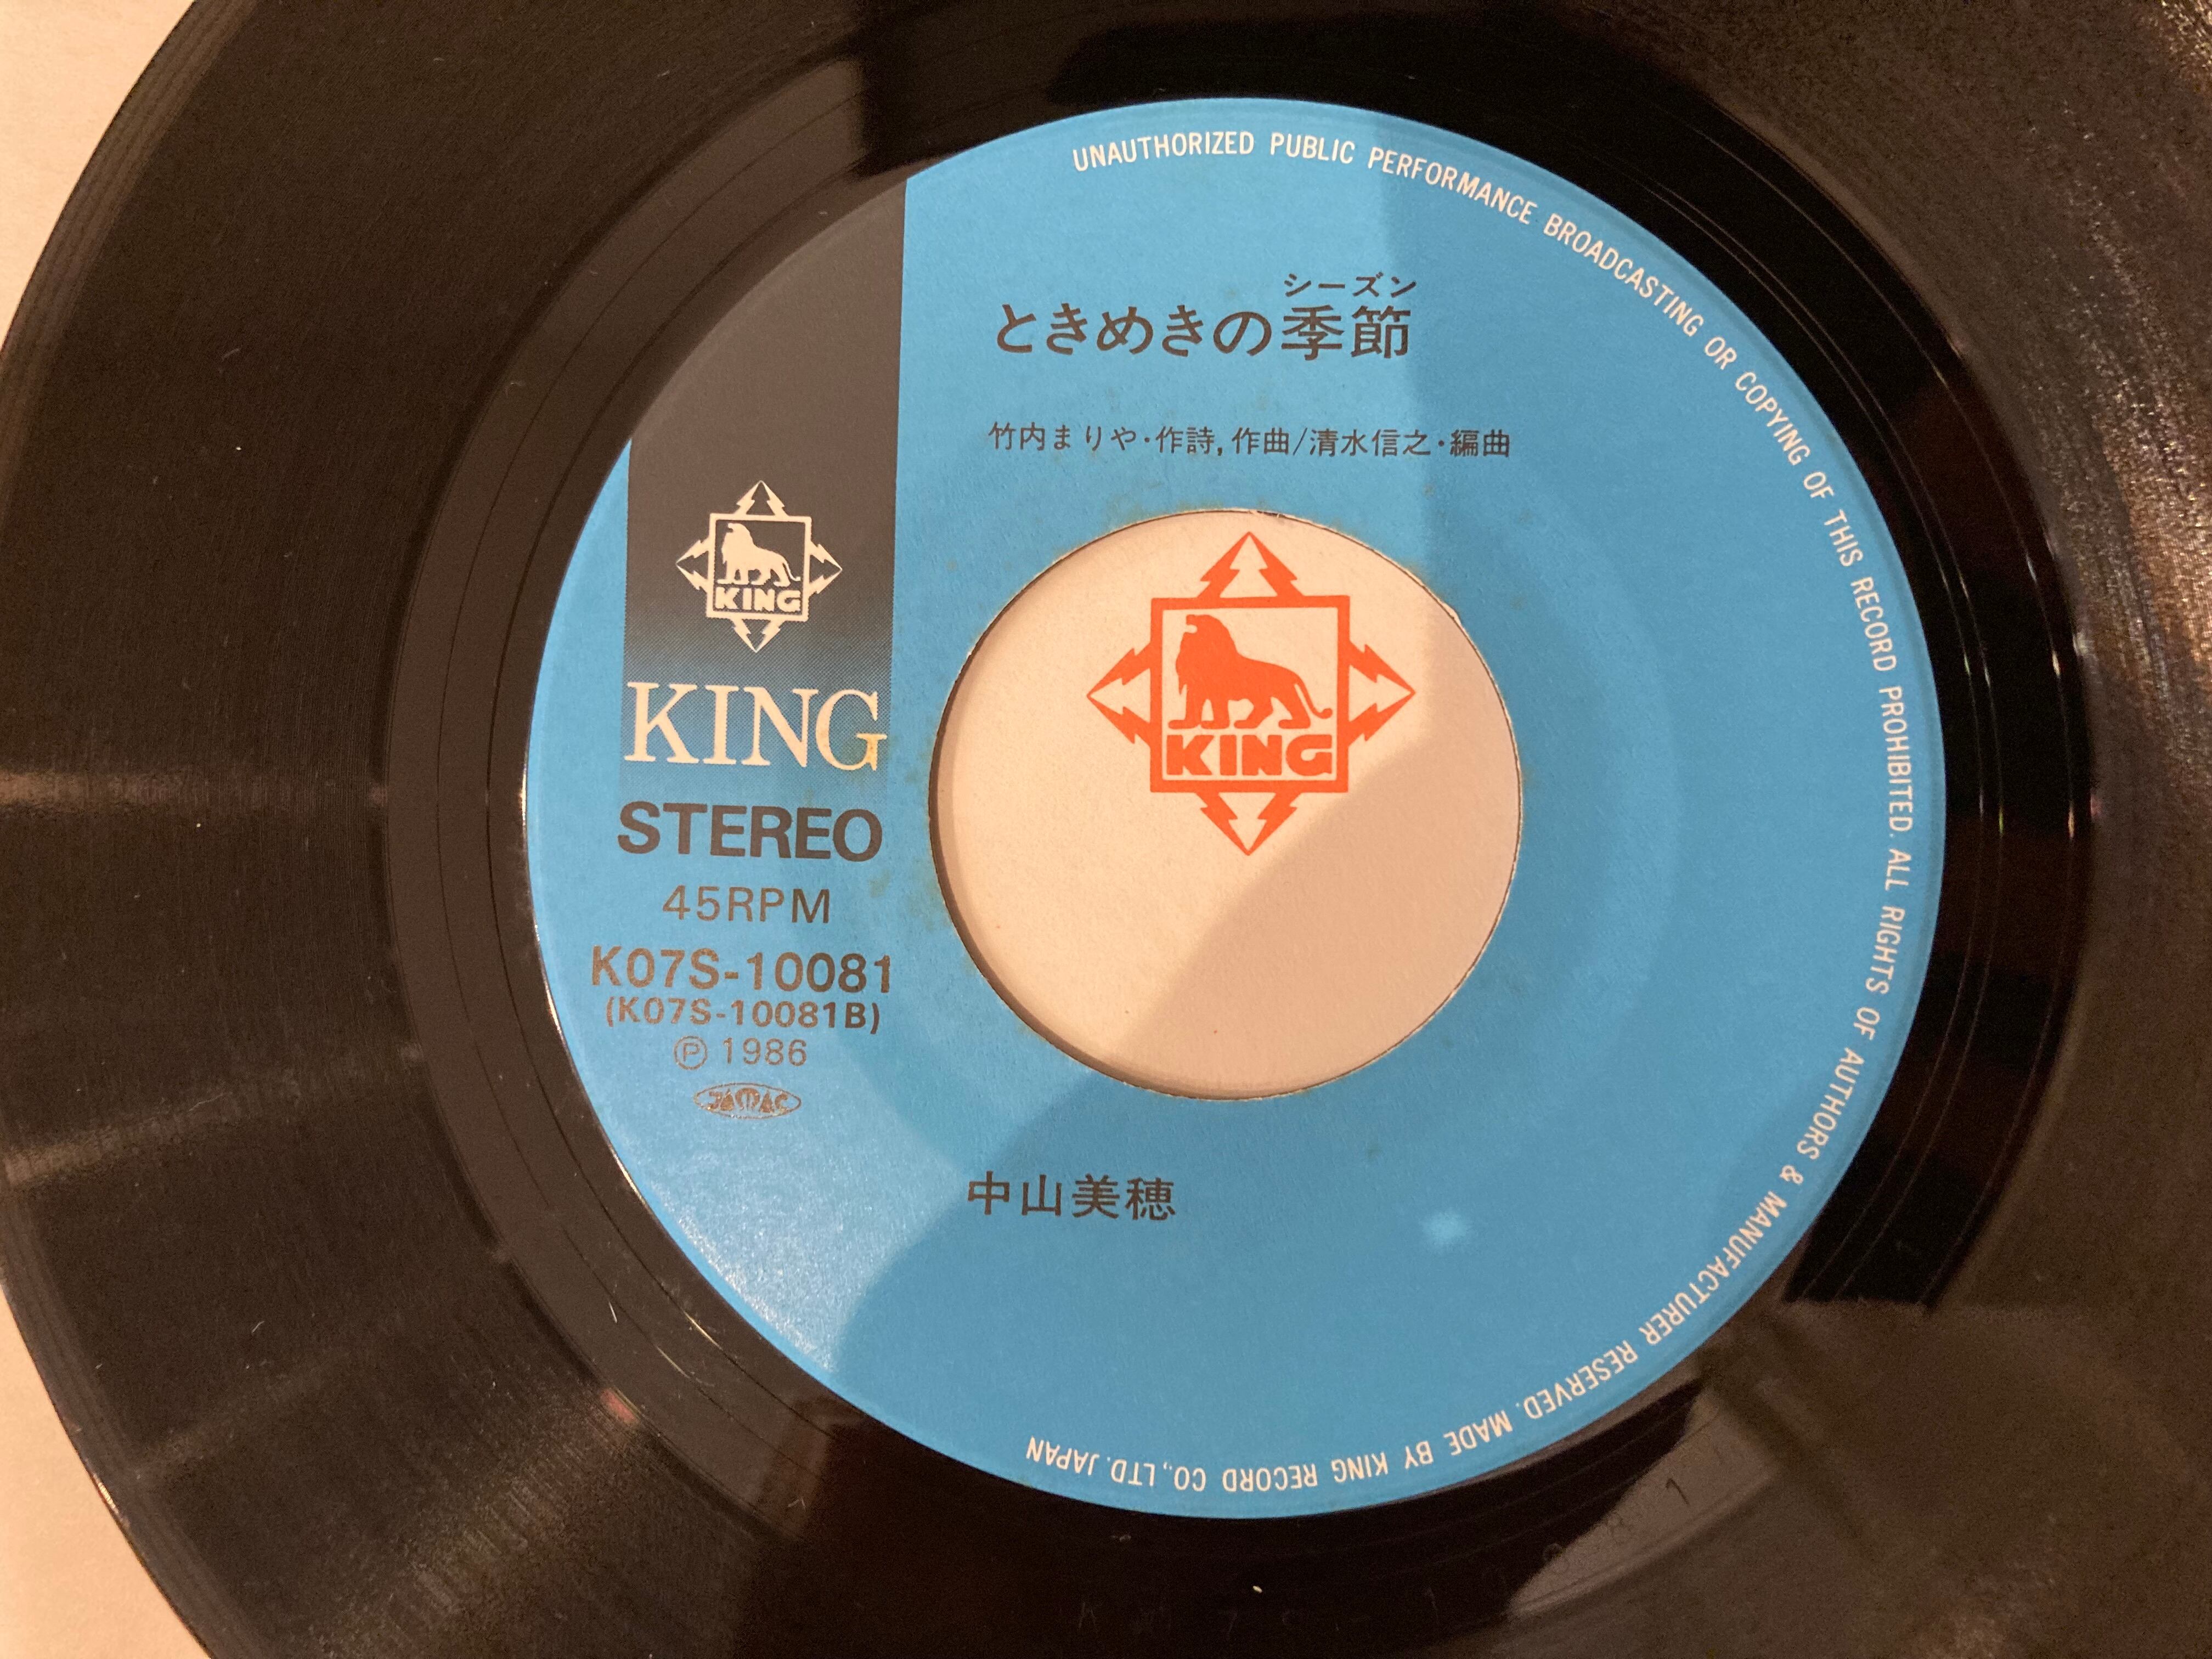 シーズン
ときめきの季節
竹内まりや・作詩,作曲/清水信之・編曲
KING
KING
STEREO
45RPM
K07S-10081
(K07S-10081B)
Ⓟ 1986
JAMAC
KING
中山美穂
UNAUTHORIZED PUBLIC PERFORMANCE BROADCASTING OR COPYING OF THIS RECORD PROHIBITED. ALL RIGHTS OF AUTHORS & MANUFACTURER RESERVED. MADE BY KING RECORD CO.,LTD. JAPAN